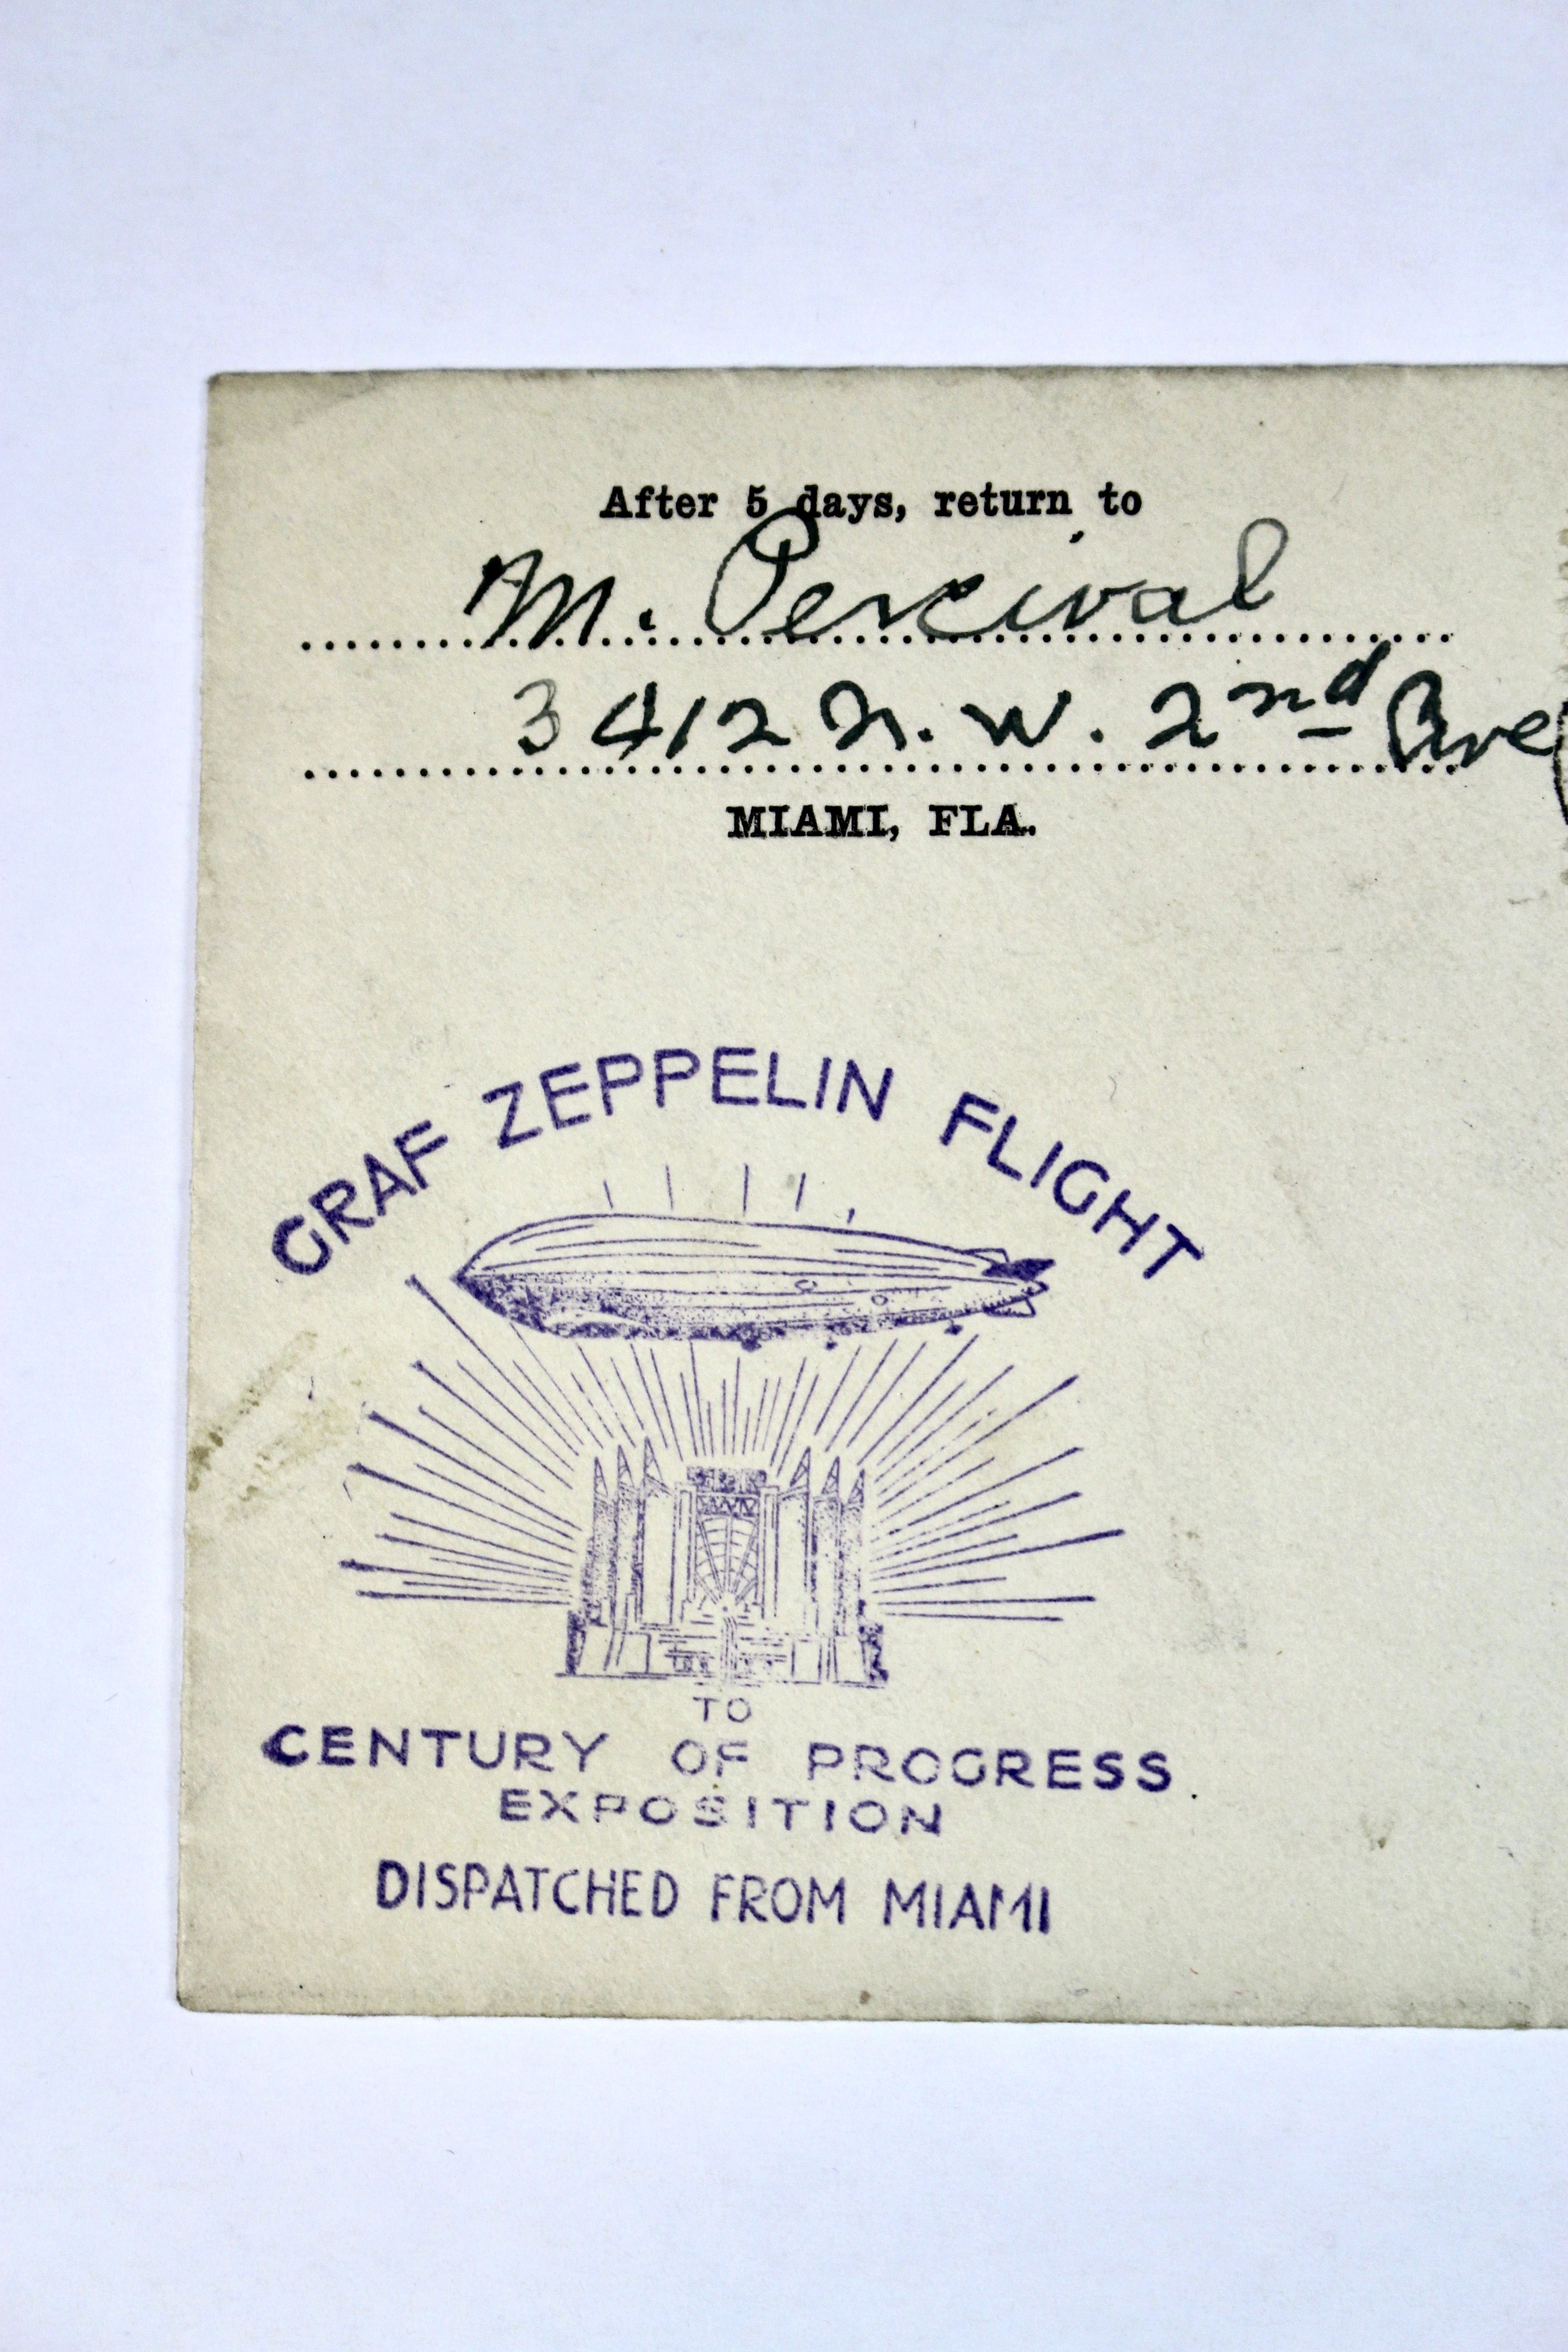 After 5 days, return to
M. Percival
3412 N. W. 2nd Ave
MIAMI, FLA.
GRAF ZEPPELIN FLIGHT
TO
CENTURY OF PROGRESS
EXPOSITION
DISPATCHED FROM MIAMI